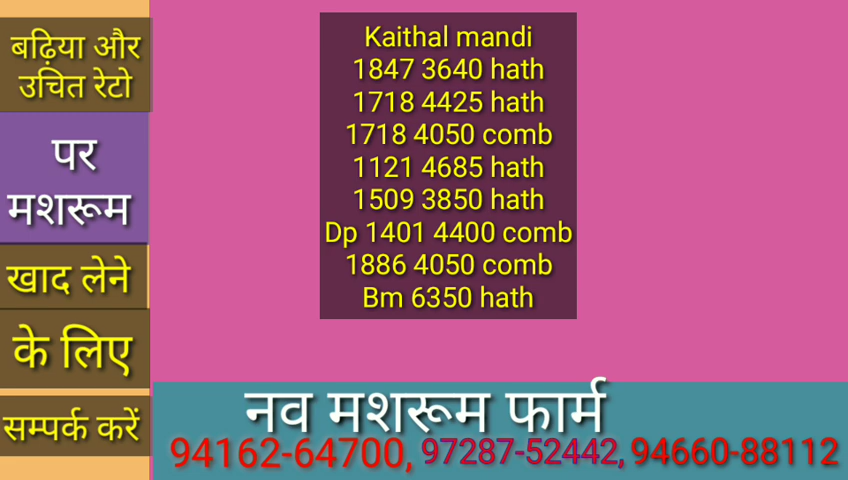 बढ़िया और
उचित रेटो
पर
मशरूम
खाद लेने
के लिए
सम्पर्क करें
Kaithal mandi
1847 3640 hath
1718 4425 hath
1718 4050 comb
1121 4685 hath
1509 3850 hath
Dp 1401 4400 comb
1886 4050 comb
Bm 6350 hath
नव मशरूम फार्म
94162-64700, 97287-52442, 94660-88112